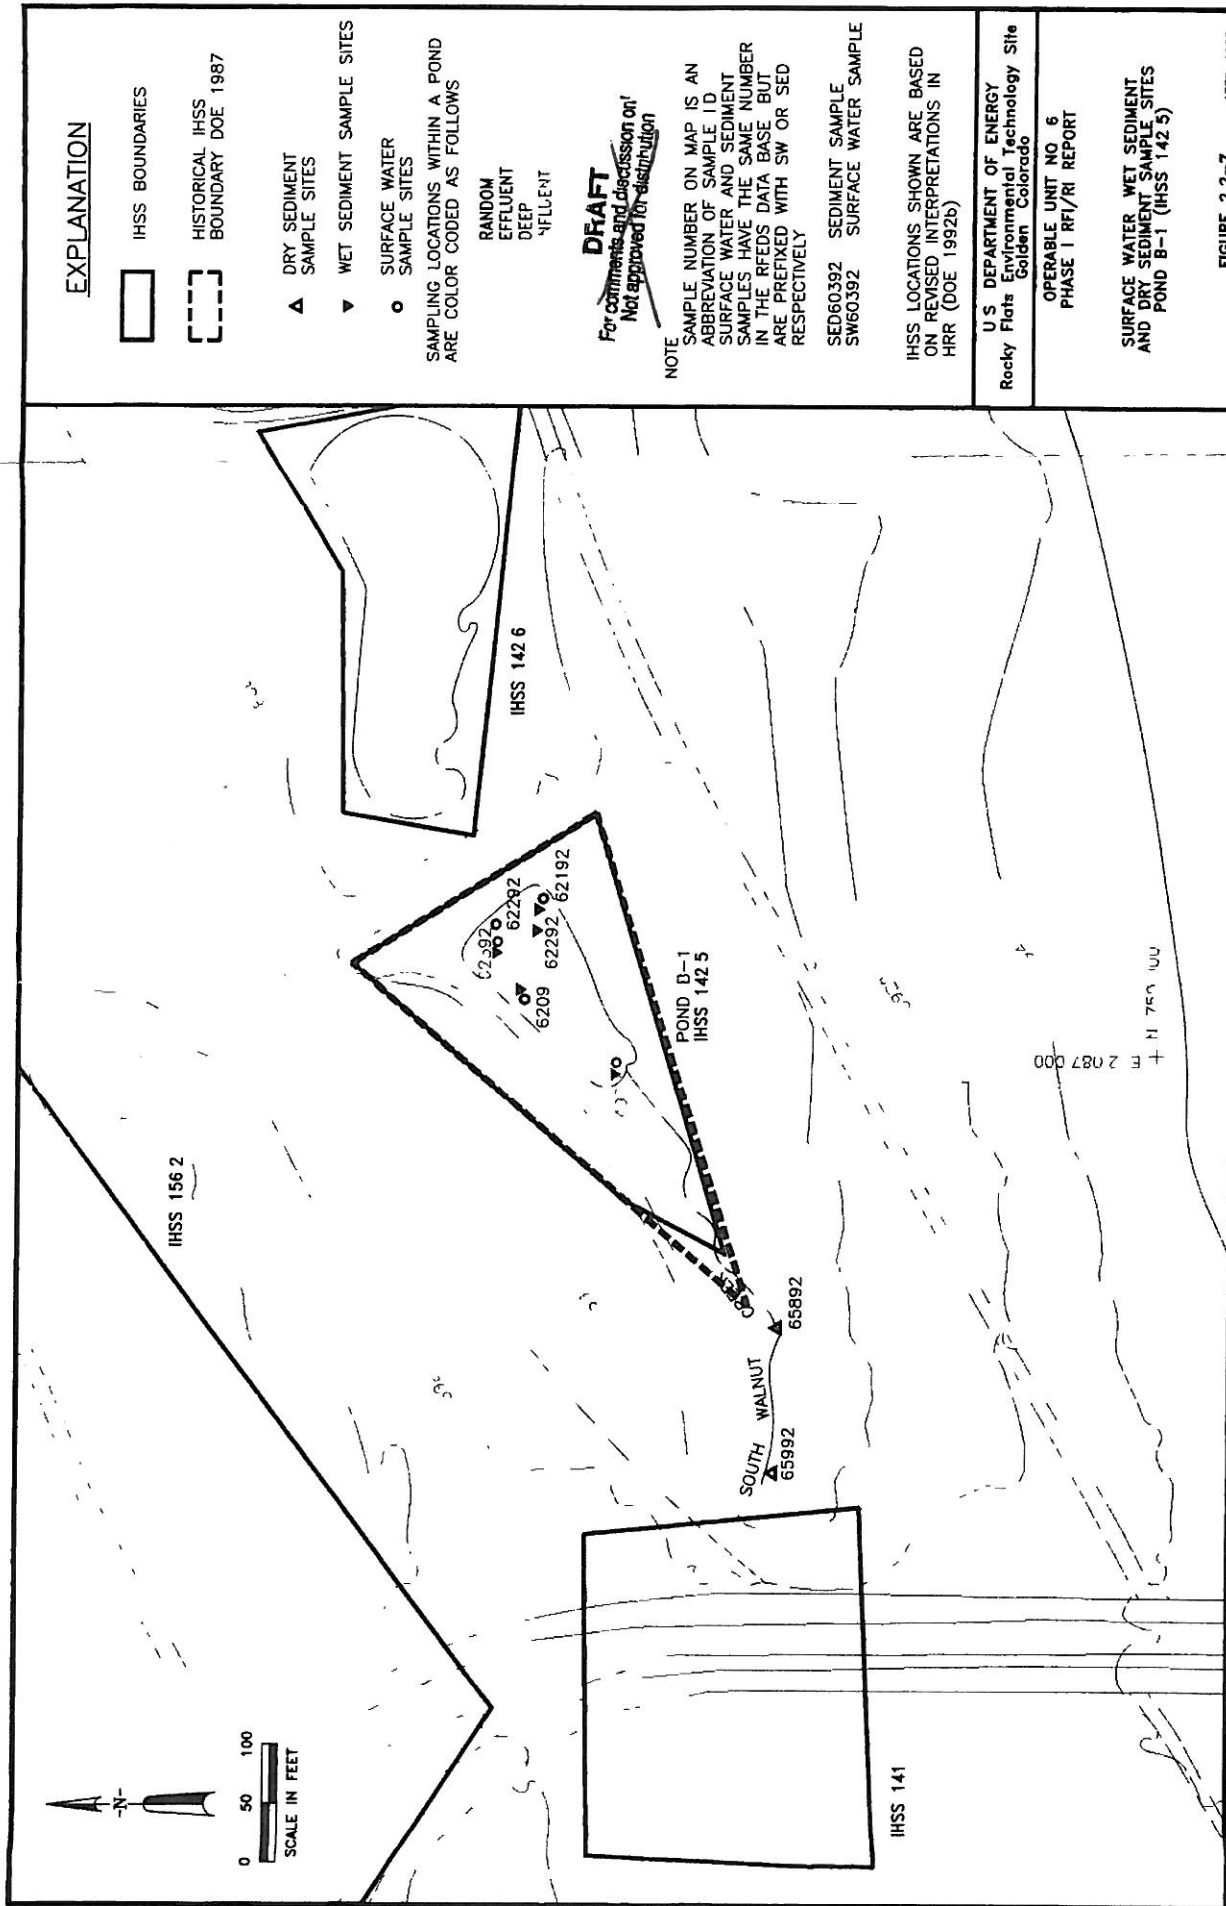 EXPLANATION
IHSS BOUNDARIES
HISTORICAL IHSS
BOUNDARY DOE 1987
DRY SEDIMENT
SAMPLE SITES
WET SEDIMENT SAMPLE SITES
SURFACE WATER
SAMPLE SITES
SAMPLING LOCATIONS WITHIN A POND
ARE COLOR CODED AS FOLLOWS
RANDOM
EFFLUENT
DEEP
NFLUENT
DRAFT
For comments and discussion only
Not approved for distribution
NOTE
SAMPLE NUMBER ON MAP IS AN
ABBREVIATION OF SAMPLE I D
SURFACE WATER AND SEDIMENT
SAMPLES HAVE THE SAME NUMBER
IN THE RFEDS DATA BASE BUT
ARE PREFIXED WITH SW OR SED
RESPECTIVELY
SED60392 SEDIMENT SAMPLE
SW60392 SURFACE WATER SAMPLE
IHSS LOCATIONS SHOWN ARE BASED
ON REVISED INTERPRETATIONS IN
HRR (DOE 1992b)
U S DEPARTMENT OF ENERGY
Rocky Flats Environmental Technology Site
Golden Colorado
OPERABLE UNIT NO 6
PHASE I RFI/RI REPORT
SURFACE WATER WET SEDIMENT
AND DRY SEDIMENT SAMPLE SITES
POND B-1 (IHSS 142 5)
FIGURE 2 2-7
-N-
0 50 100
SCALE IN FEET
IHSS 156 2
IHSS 142 6
62292
62192
62292
6209
POND B-1
IHSS 142 5
CREEK
SOUTH WALNUT
65892
65992
IHSS 141
E 2 087 000